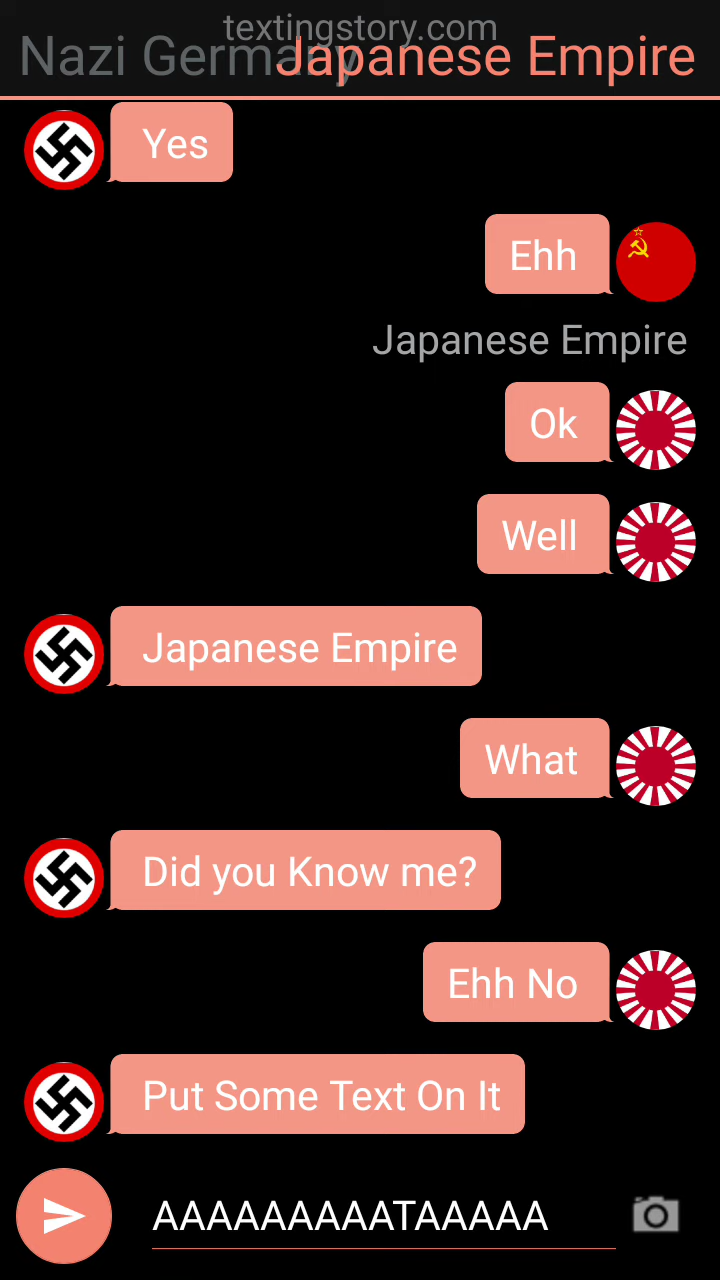 textingstory.com
Nazi Germany Japanese Empire
Yes
Ehh
Japanese Empire
Ok
Well
Japanese Empire
What
Did you Know me?
Ehh No
Put Some Text On It
AAAAAAAAATAAAAA